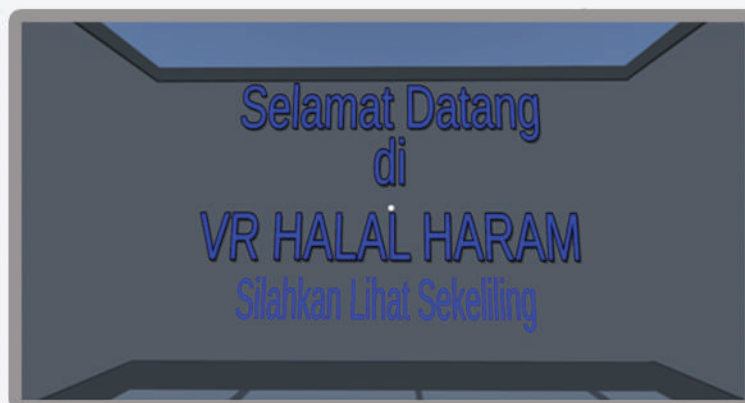 Selamat Datang
di
VR HALAL HARAM
Silahkan Lihat Sekeliling